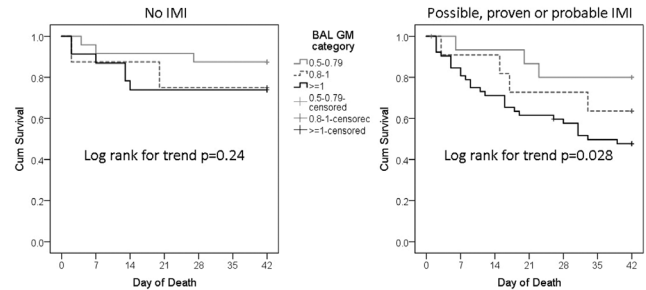 No IMI
Possible, proven or probable IMI
1.0
0.8
0.6
0.4
0.2
0.0
Cum Survival
Log rank for trend p=0.24
0 7 14 21 28 35 42
Day of Death
BAL GM
category
0.5-0.79
0.8-1
>=1
0.5-0.79-
censored
0.8-1-censorec
>=1-censored
1.0
0.8
0.6
0.4
0.2
0.0
Cum Survival
Log rank for trend p=0.028
0 7 14 21 28 35 42
Day of Death